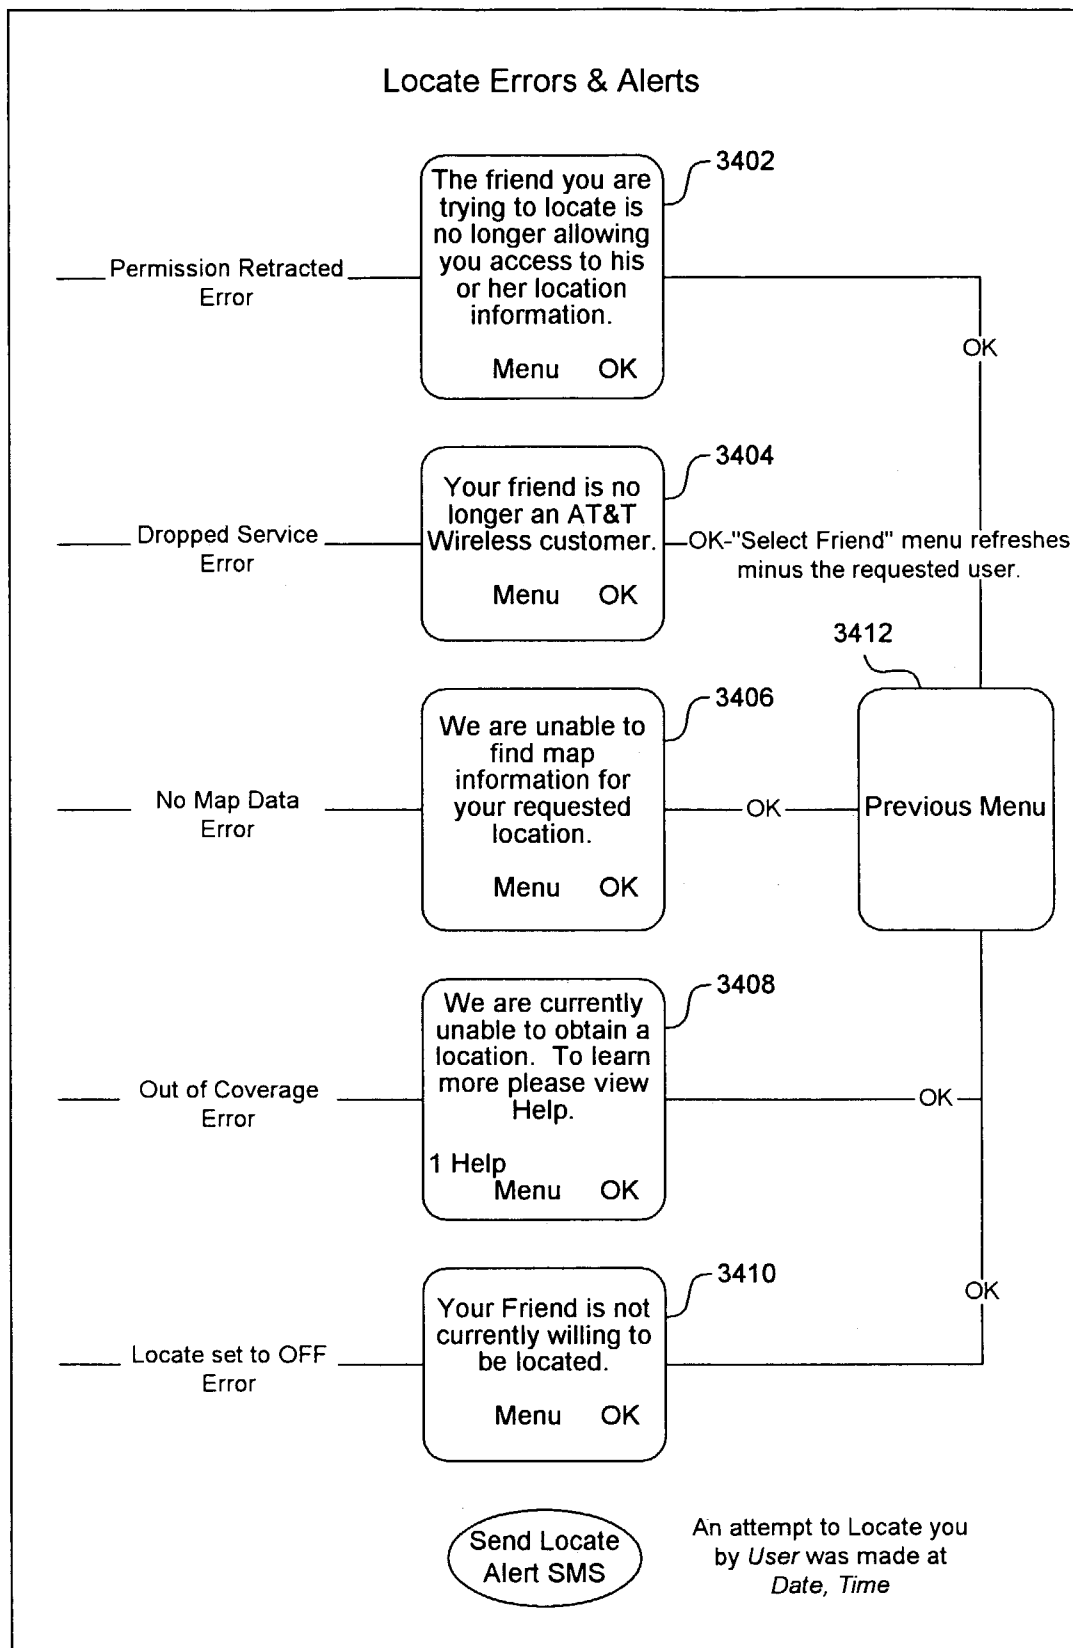 Locate Errors & Alerts
3402
The friend you are
trying to locate is
no longer allowing
you access to his
or her location
information.
Menu OK
Permission Retracted
Error
OK
3404
Your friend is no
longer an AT&T
Wireless customer.
Menu OK
Dropped Service
Error
OK-"Select Friend" menu refreshes
minus the requested user.
3412
Previous Menu
3406
We are unable to
find map
information for
your requested
location.
Menu OK
No Map Data
Error
OK
3408
We are currently
unable to obtain a
location. To learn
more please view
Help.
1 Help
Menu OK
Out of Coverage
Error
OK
3410
Your Friend is not
currently willing to
be located.
Menu OK
Locate set to OFF
Error
OK
Send Locate
Alert SMS
An attempt to Locate you
by User was made at
Date, Time